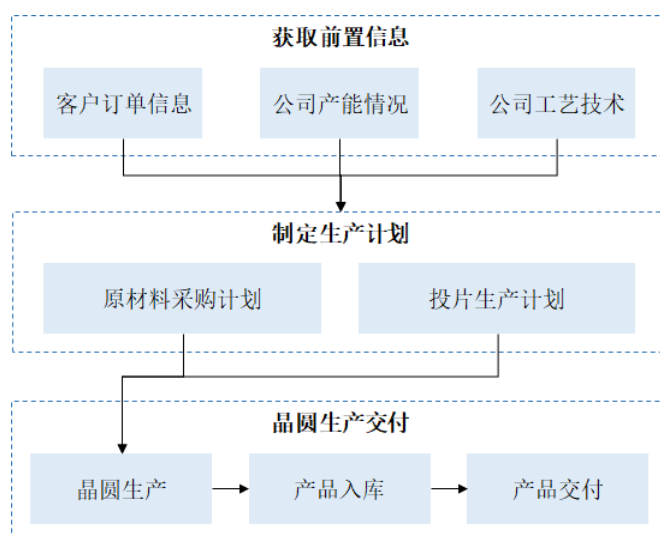 获取前置信息
客户订单信息
公司产能情况
公司工艺技术
制定生产计划
原材料采购计划
投片生产计划
晶圆生产交付
晶圆生产
产品入库
产品交付